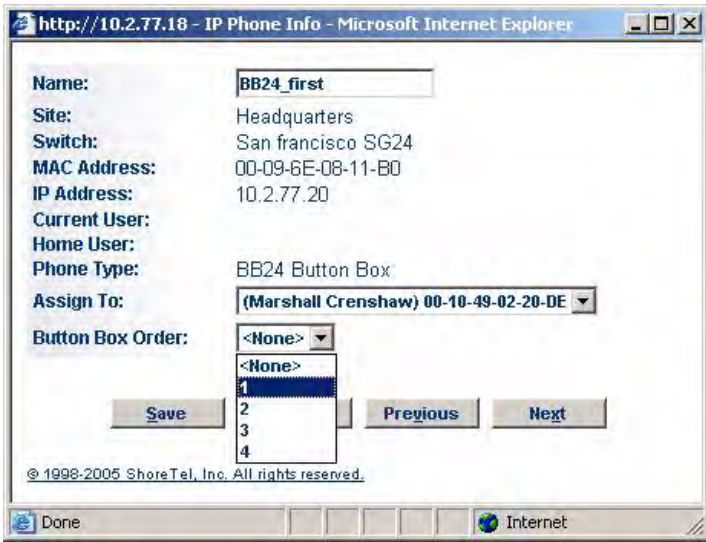 http://10.2.77.18 - IP Phone Info - Microsoft Internet Explorer
Name: BB24_first
Site: Headquarters
Switch: San francisco SG24
MAC Address: 00-09-6E-08-11-B0
IP Address: 10.2.77.20
Current User:
Home User:
Phone Type: BB24 Button Box
Assign To: (Marshall Crenshaw) 00-10-49-02-20-DE
Button Box Order: <None>
<None>
1
2
3
4
Save Previous Next
© 1998-2005 ShoreTel, Inc. All rights reserved.
Done Internet